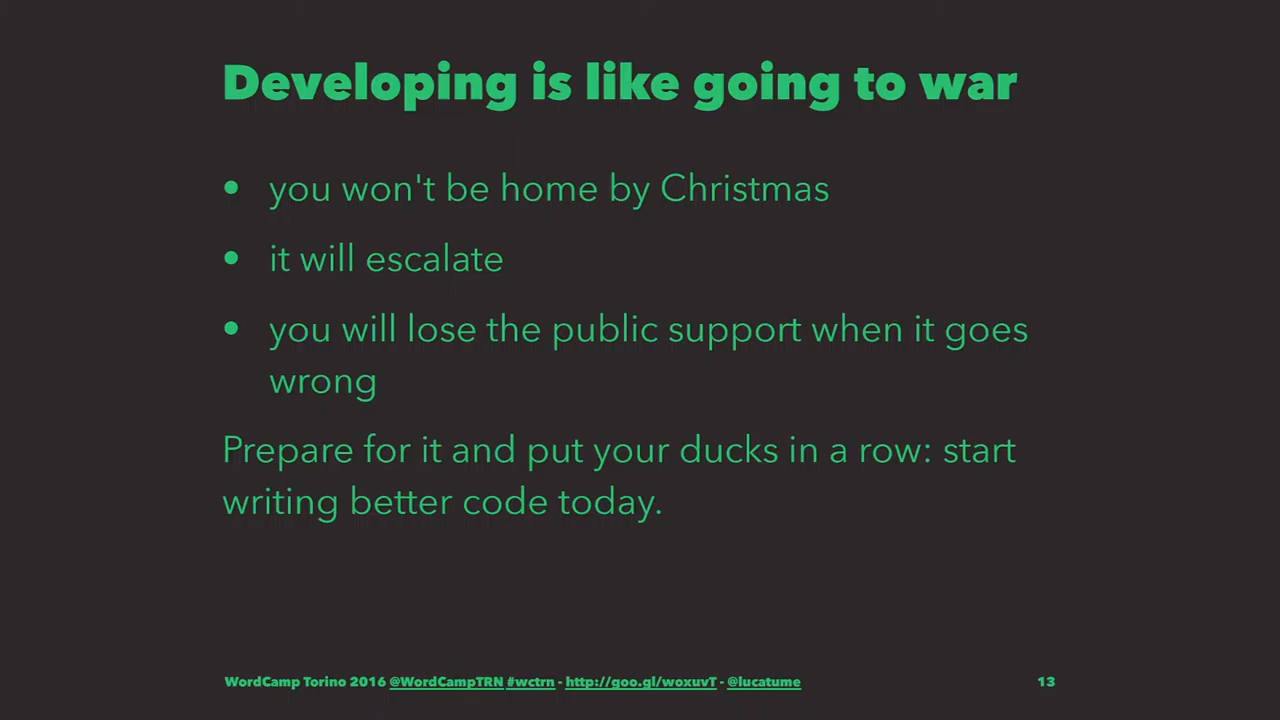 Developing is like going to war
• you won't be home by Christmas
• it will escalate
• you will lose the public support when it goes
wrong
Prepare for it and put your ducks in a row: start
writing better code today.
WordCamp Torino 2016 @WordCampTRN #wctrn - http://goo.gl/woxuvT - @lucatume 13